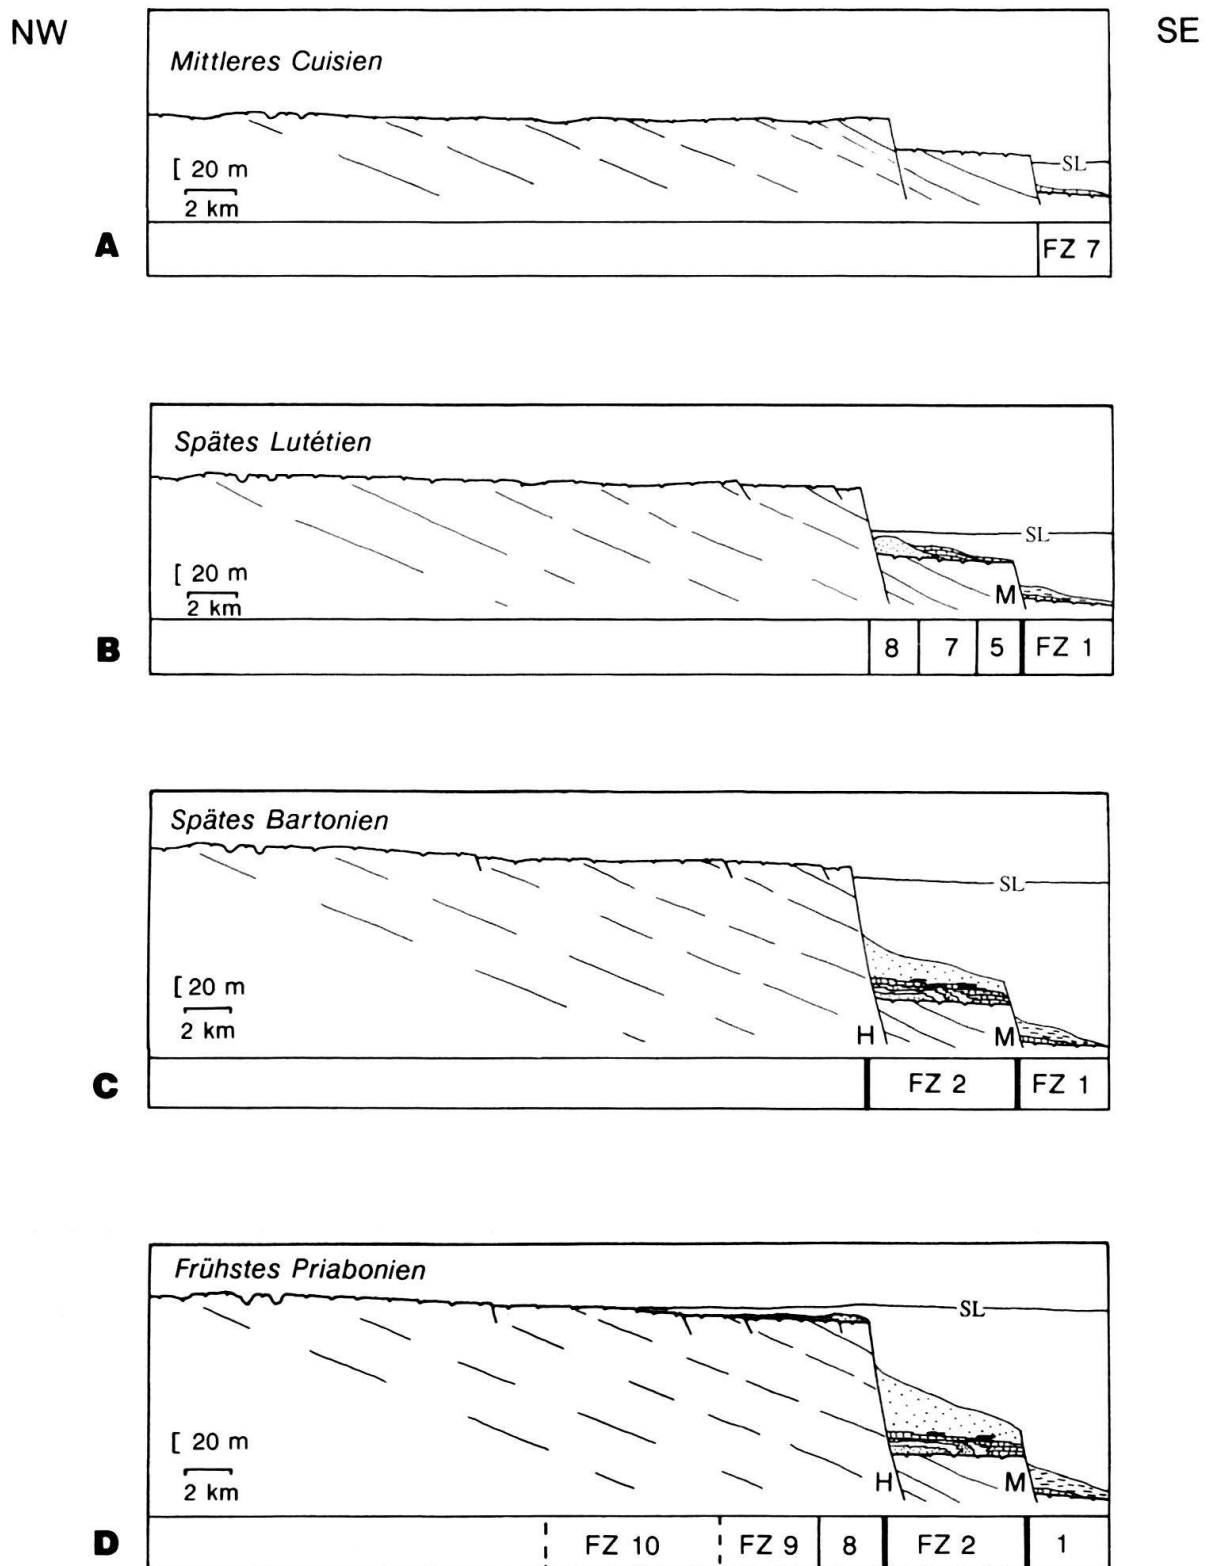 NW SE
Mittleres Cuisien
SL
[ 20 m
2 km
A FZ 7
Spätes Lutétien
SL
[ 20 m
2 km
M
B 8 7 5 FZ 1
Spätes Bartonien
SL
[ 20 m
2 km
H M
C FZ 2 FZ 1
Frühstes Priabonien
SL
[ 20 m
2 km
H M
D FZ 10 FZ 9 8 FZ 2 1